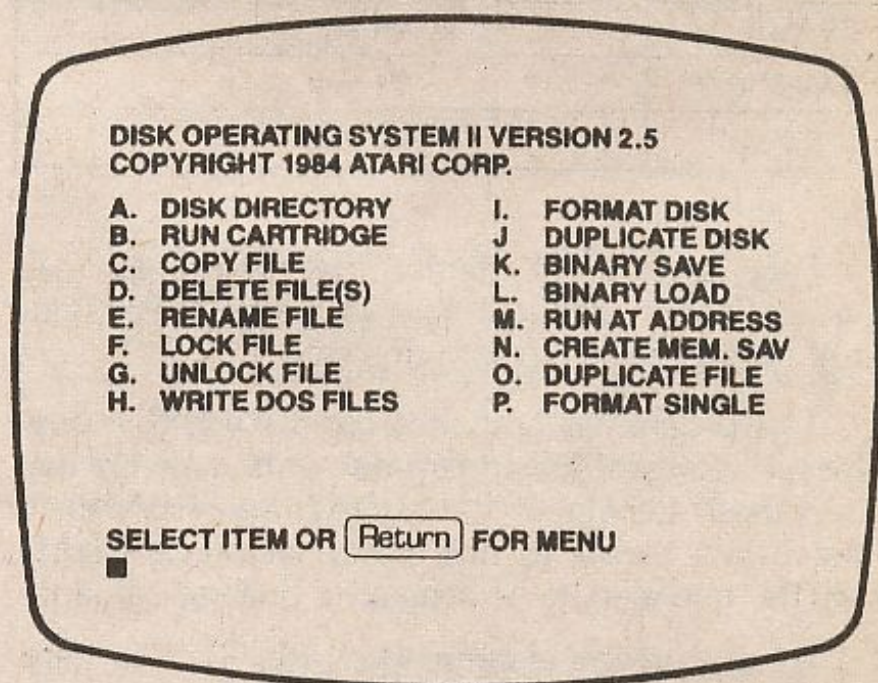 DISK OPERATING SYSTEM II VERSION 2.5
COPYRIGHT 1984 ATARI CORP.
A. DISK DIRECTORY
B. RUN CARTRIDGE
C. COPY FILE
D. DELETE FILE(S)
E. RENAME FILE
F. LOCK FILE
G. UNLOCK FILE
H. WRITE DOS FILES
I. FORMAT DISK
J DUPLICATE DISK
K. BINARY SAVE
L. BINARY LOAD
M. RUN AT ADDRESS
N. CREATE MEM. SAV
O. DUPLICATE FILE
P. FORMAT SINGLE
SELECT ITEM OR Return FOR MENU